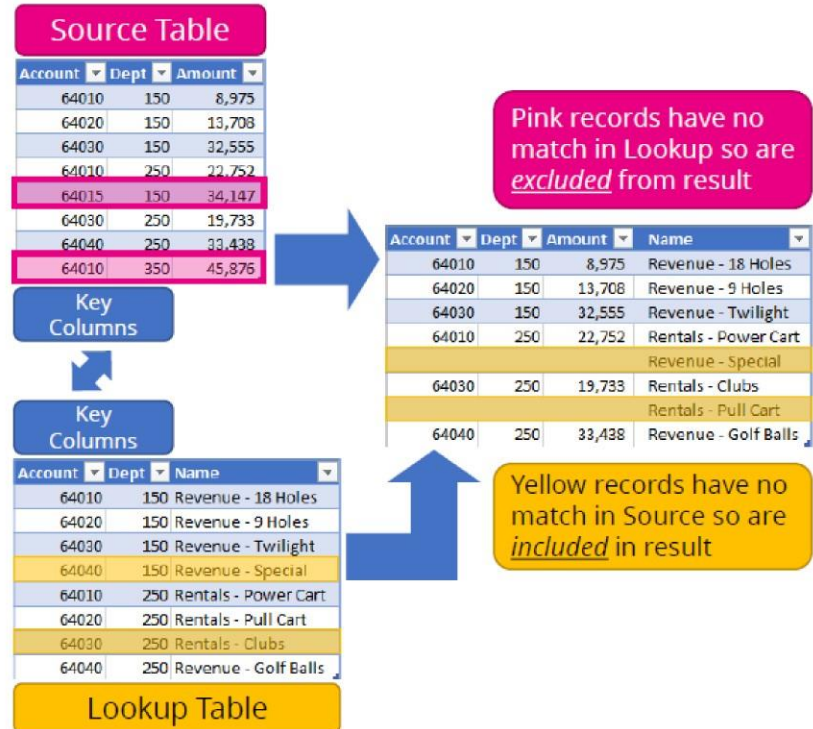 Source Table
Account Dept Amount
64010 150 8,975
64020 150 13,708
64030 150 32,555
64010 250 22,752
64015 150 34,147
64030 250 19,733
64040 250 33,438
64010 350 45,876
Key
Columns
Key
Columns
Account Dept Name
64010 150 Revenue - 18 Holes
64020 150 Revenue - 9 Holes
64030 150 Revenue - Twilight
64040 150 Revenue - Special
64010 250 Rentals - Power Cart
64020 250 Rentals - Pull Cart
64030 250 Rentals - Clubs
64040 250 Revenue - Golf Balls
Lookup Table
Pink records have no
match in Lookup so are
excluded from result
Account Dept Amount Name
64010 150 8,975 Revenue - 18 Holes
64020 150 13,708 Revenue - 9 Holes
64030 150 32,555 Revenue - Twilight
64010 250 22,752 Rentals - Power Cart
Revenue - Special
64030 250 19,733 Rentals - Clubs
Rentals - Pull Cart
64040 250 33,438 Revenue - Golf Balls
Yellow records have no
match in Source so are
included in result